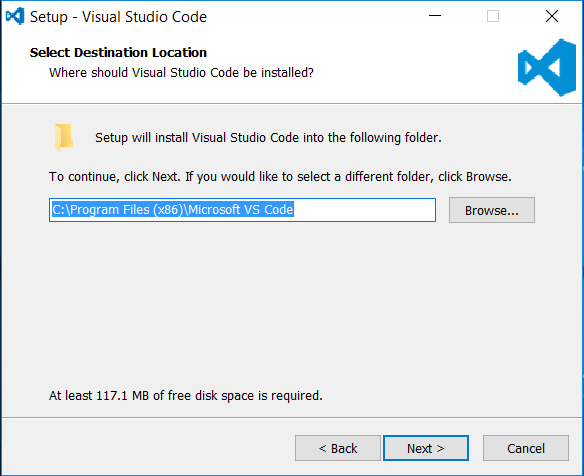 Setup - Visual Studio Code
Select Destination Location
Where should Visual Studio Code be installed?
Setup will install Visual Studio Code into the following folder.
To continue, click Next. If you would like to select a different folder, click Browse.
C:\Program Files (x86)\Microsoft VS Code
Browse...
At least 117.1 MB of free disk space is required.
< Back
Next >
Cancel